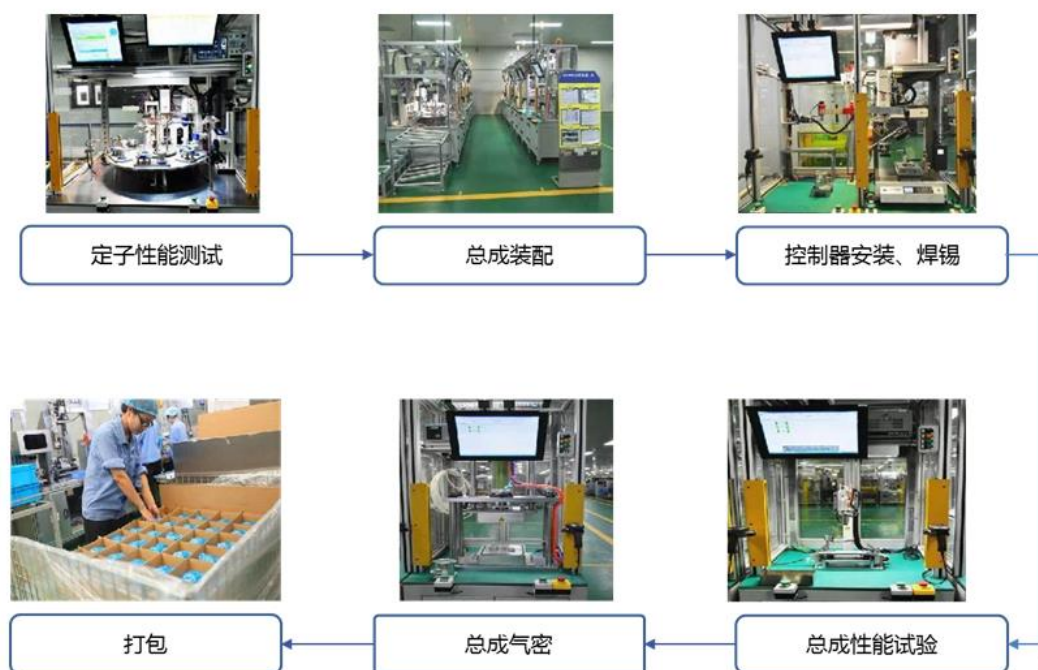 定子性能测试
总成装配
控制器安装、焊锡
总成性能试验
总成气密
打包